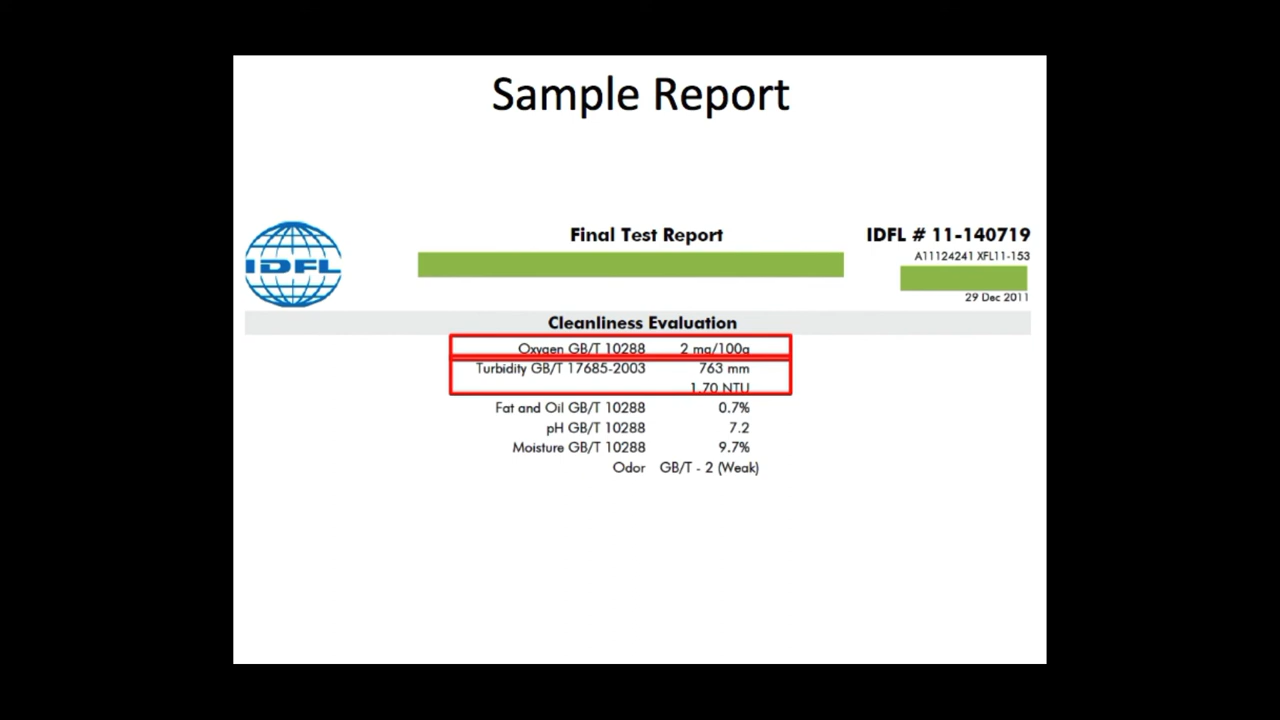 Sample Report
IDFL
Final Test Report
IDFL # 11-140719
A11124241 XFL11-153
29 Dec 2011
Cleanliness Evaluation
Oxygen GB/T 10288 2 mg/100g
Turbidity GB/T 17685-2003 763 mm
1.70 NTU
Fat and Oil GB/T 10288 0.7%
pH GB/T 10288 7.2
Moisture GB/T 10288 9.7%
Odor GB/T - 2 (Weak)